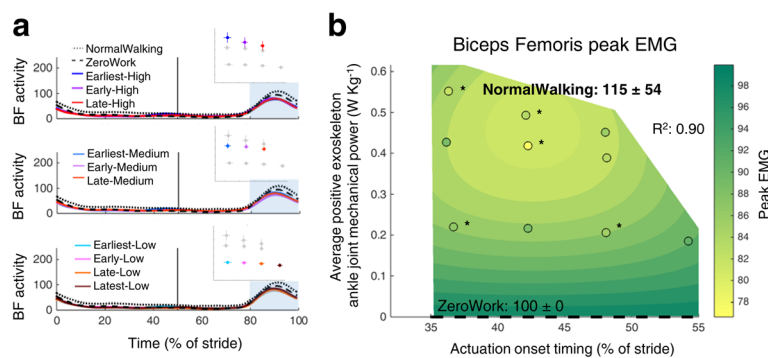 a
NormalWalking
ZeroWork
Earliest-High
Early-High
Late-High
BF activity
200
100
0
Earliest-Medium
Early-Medium
Late-Medium
BF activity
200
100
0
Earliest-Low
Early-Low
Late-Low
Latest-Low
BF activity
200
100
0
0 20 40 60 80 100
Time (% of stride)
b
Biceps Femoris peak EMG
Average positive exoskeleton
ankle joint mechanical power (W Kg⁻¹)
0.6
0.5
0.4
0.3
0.2
0.1
0
NormalWalking: 115 ± 54
* * * * *
R²: 0.90
ZeroWork: 100 ± 0
35 40 45 50 55
Actuation onset timing (% of stride)
98
96
94
92
90
88
86
84
82
80
78
Peak EMG